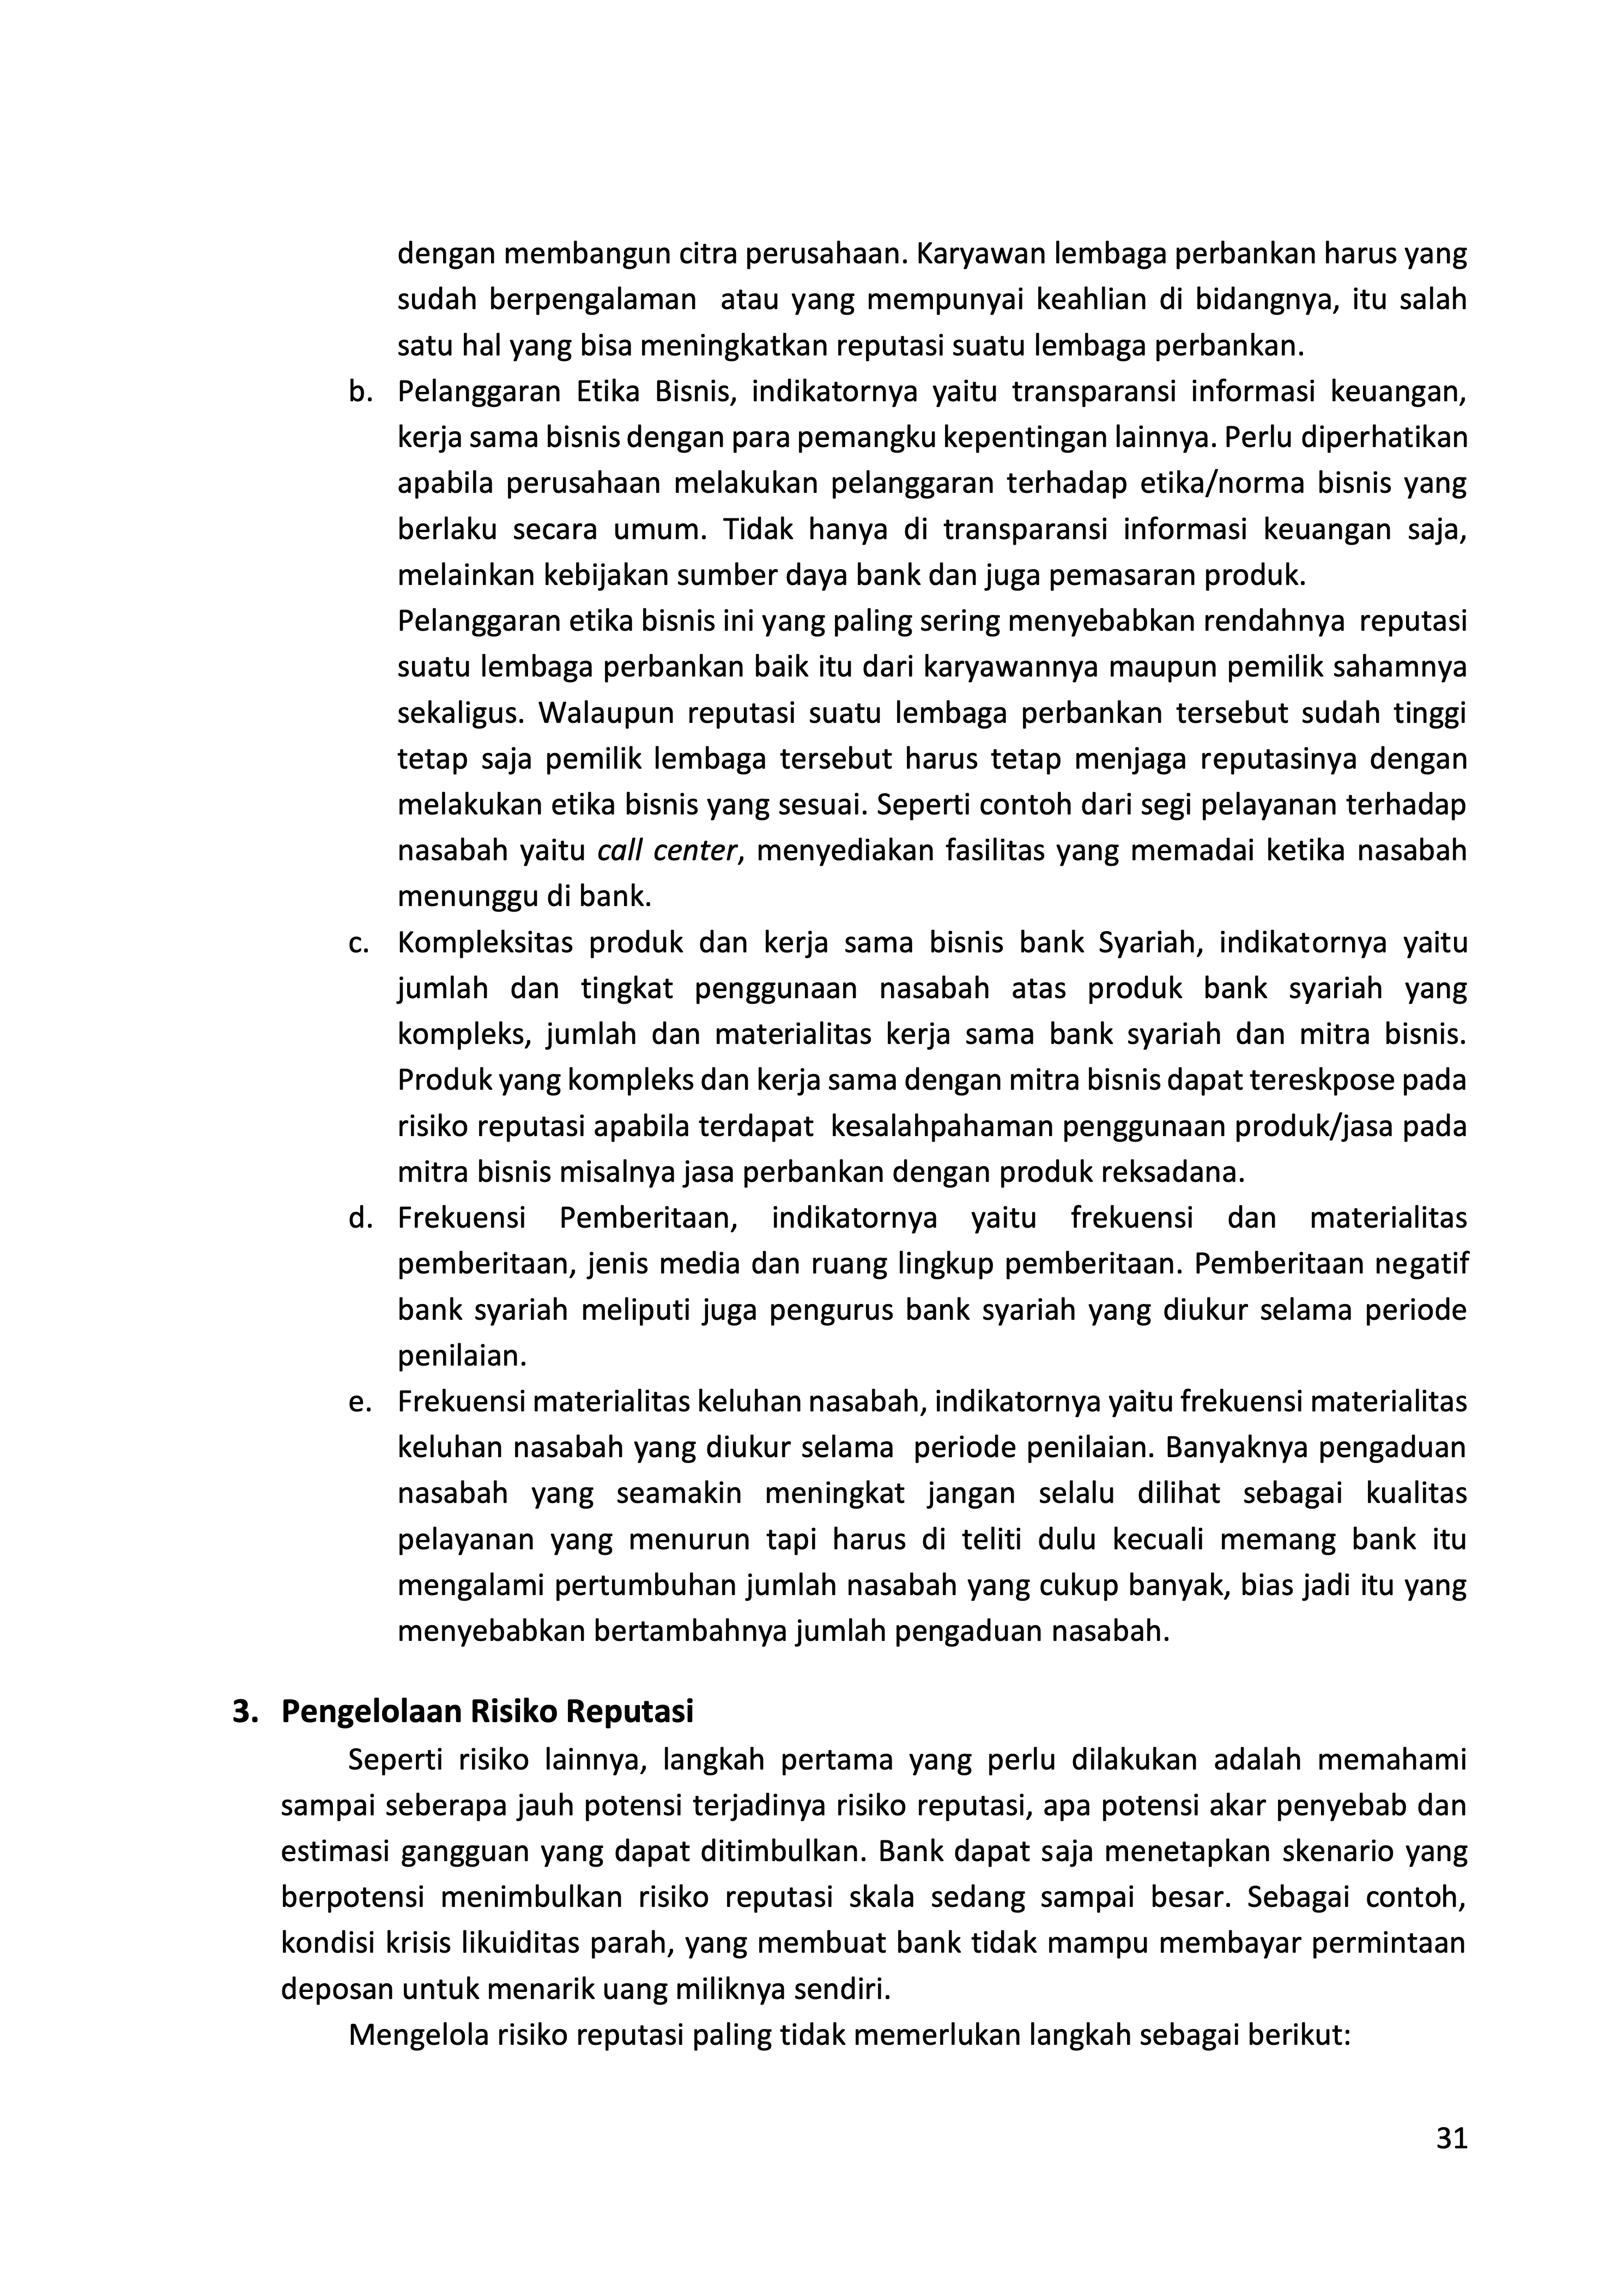 dengan membangun citra perusahaan. Karyawan lembaga perbankan harus yang
sudah berpengalaman  atau yang mempunyai keahlian di bidangnya, itu salah
satu hal yang bisa meningkatkan reputasi suatu lembaga perbankan.
b. Pelanggaran Etika Bisnis, indikatornya yaitu transparansi informasi keuangan,
kerja sama bisnis dengan para pemangku kepentingan lainnya. Perlu diperhatikan
apabila perusahaan melakukan pelanggaran terhadap etika/norma bisnis yang
berlaku secara umum. Tidak hanya di transparansi informasi keuangan saja,
melainkan kebijakan sumber daya bank dan juga pemasaran produk.
Pelanggaran etika bisnis ini yang paling sering menyebabkan rendahnya  reputasi
suatu lembaga perbankan baik itu dari karyawannya maupun pemilik sahamnya
sekaligus. Walaupun reputasi suatu lembaga perbankan tersebut sudah tinggi
tetap saja pemilik lembaga tersebut harus tetap menjaga reputasinya dengan
melakukan etika bisnis yang sesuai. Seperti contoh dari segi pelayanan terhadap
nasabah yaitu call center, menyediakan fasilitas yang memadai ketika nasabah
menunggu di bank.
c. Kompleksitas produk dan kerja sama bisnis bank Syariah, indikatornya yaitu
jumlah dan tingkat penggunaan nasabah atas produk bank syariah yang
kompleks, jumlah dan materialitas kerja sama bank syariah dan mitra bisnis.
Produk yang kompleks dan kerja sama dengan mitra bisnis dapat tereskpose pada
risiko reputasi apabila terdapat  kesalahpahaman penggunaan produk/jasa pada
mitra bisnis misalnya jasa perbankan dengan produk reksadana.
d. Frekuensi Pemberitaan, indikatornya yaitu frekuensi dan materialitas
pemberitaan, jenis media dan ruang lingkup pemberitaan. Pemberitaan negatif
bank syariah meliputi juga pengurus bank syariah yang diukur selama periode
penilaian.
e. Frekuensi materialitas keluhan nasabah, indikatornya yaitu frekuensi materialitas
keluhan nasabah yang diukur selama  periode penilaian. Banyaknya pengaduan
nasabah yang seamakin meningkat jangan selalu dilihat sebagai kualitas
pelayanan yang menurun tapi harus di teliti dulu kecuali memang bank itu
mengalami pertumbuhan jumlah nasabah yang cukup banyak, bias jadi itu yang
menyebabkan bertambahnya jumlah pengaduan nasabah.
3. Pengelolaan Risiko Reputasi
Seperti risiko lainnya, langkah pertama yang perlu dilakukan adalah memahami
sampai seberapa jauh potensi terjadinya risiko reputasi, apa potensi akar penyebab dan
estimasi gangguan yang dapat ditimbulkan. Bank dapat saja menetapkan skenario yang
berpotensi menimbulkan risiko reputasi skala sedang sampai besar. Sebagai contoh,
kondisi krisis likuiditas parah, yang membuat bank tidak mampu membayar permintaan
deposan untuk menarik uang miliknya sendiri.
Mengelola risiko reputasi paling tidak memerlukan langkah sebagai berikut:
31